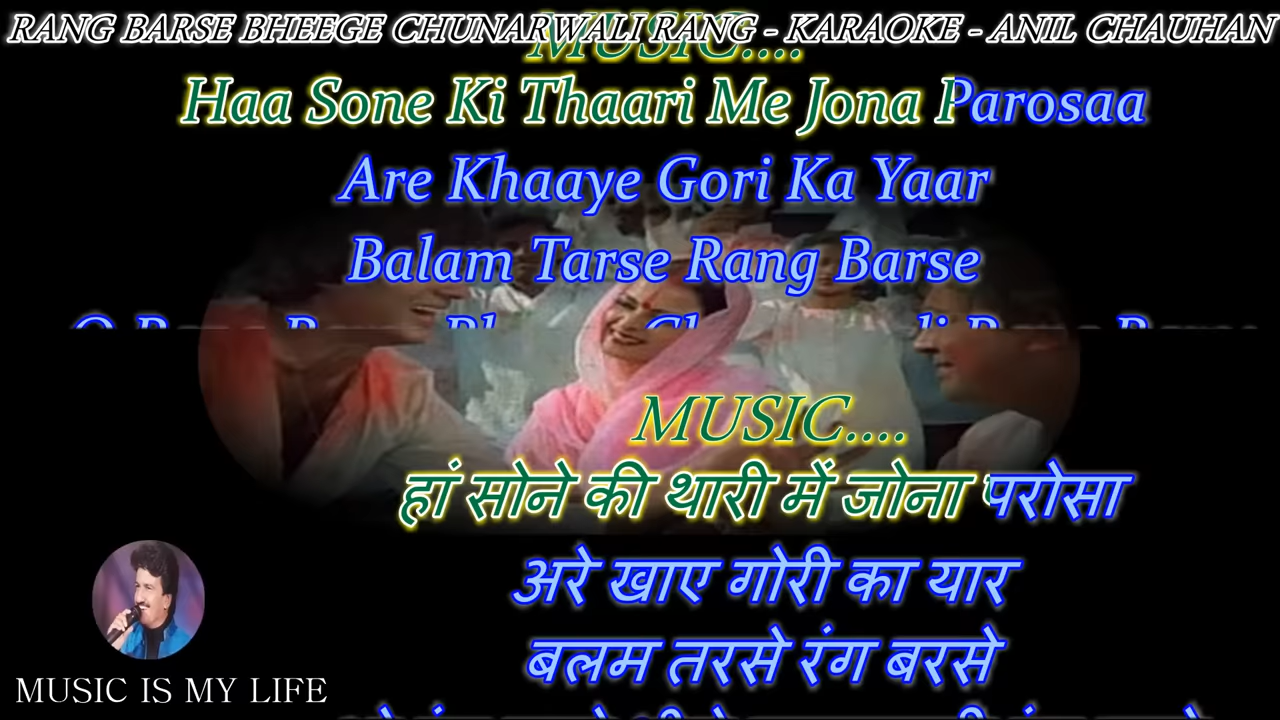 RANG BARSE BHEEGE CHUNARWALI RANG - KARAOKE - ANIL CHAUHAN
MUSIC....
Haa Sone Ki Thaari Me Jona Parosaa
Are Khaaye Gori Ka Yaar
Balam Tarse Rang Barse
MUSIC....
हां सोने की थारी में जोना परोसा
अरे खाए गोरी का यार
बलम तरसे रंग बरसे
MUSIC IS MY LIFE